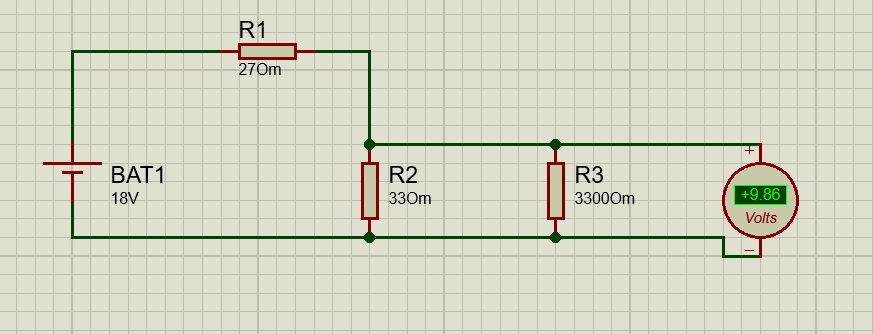 R1
27Om
BAT1
18V
R2
33Om
R3
3300Om
+
+9.86
Volts
−